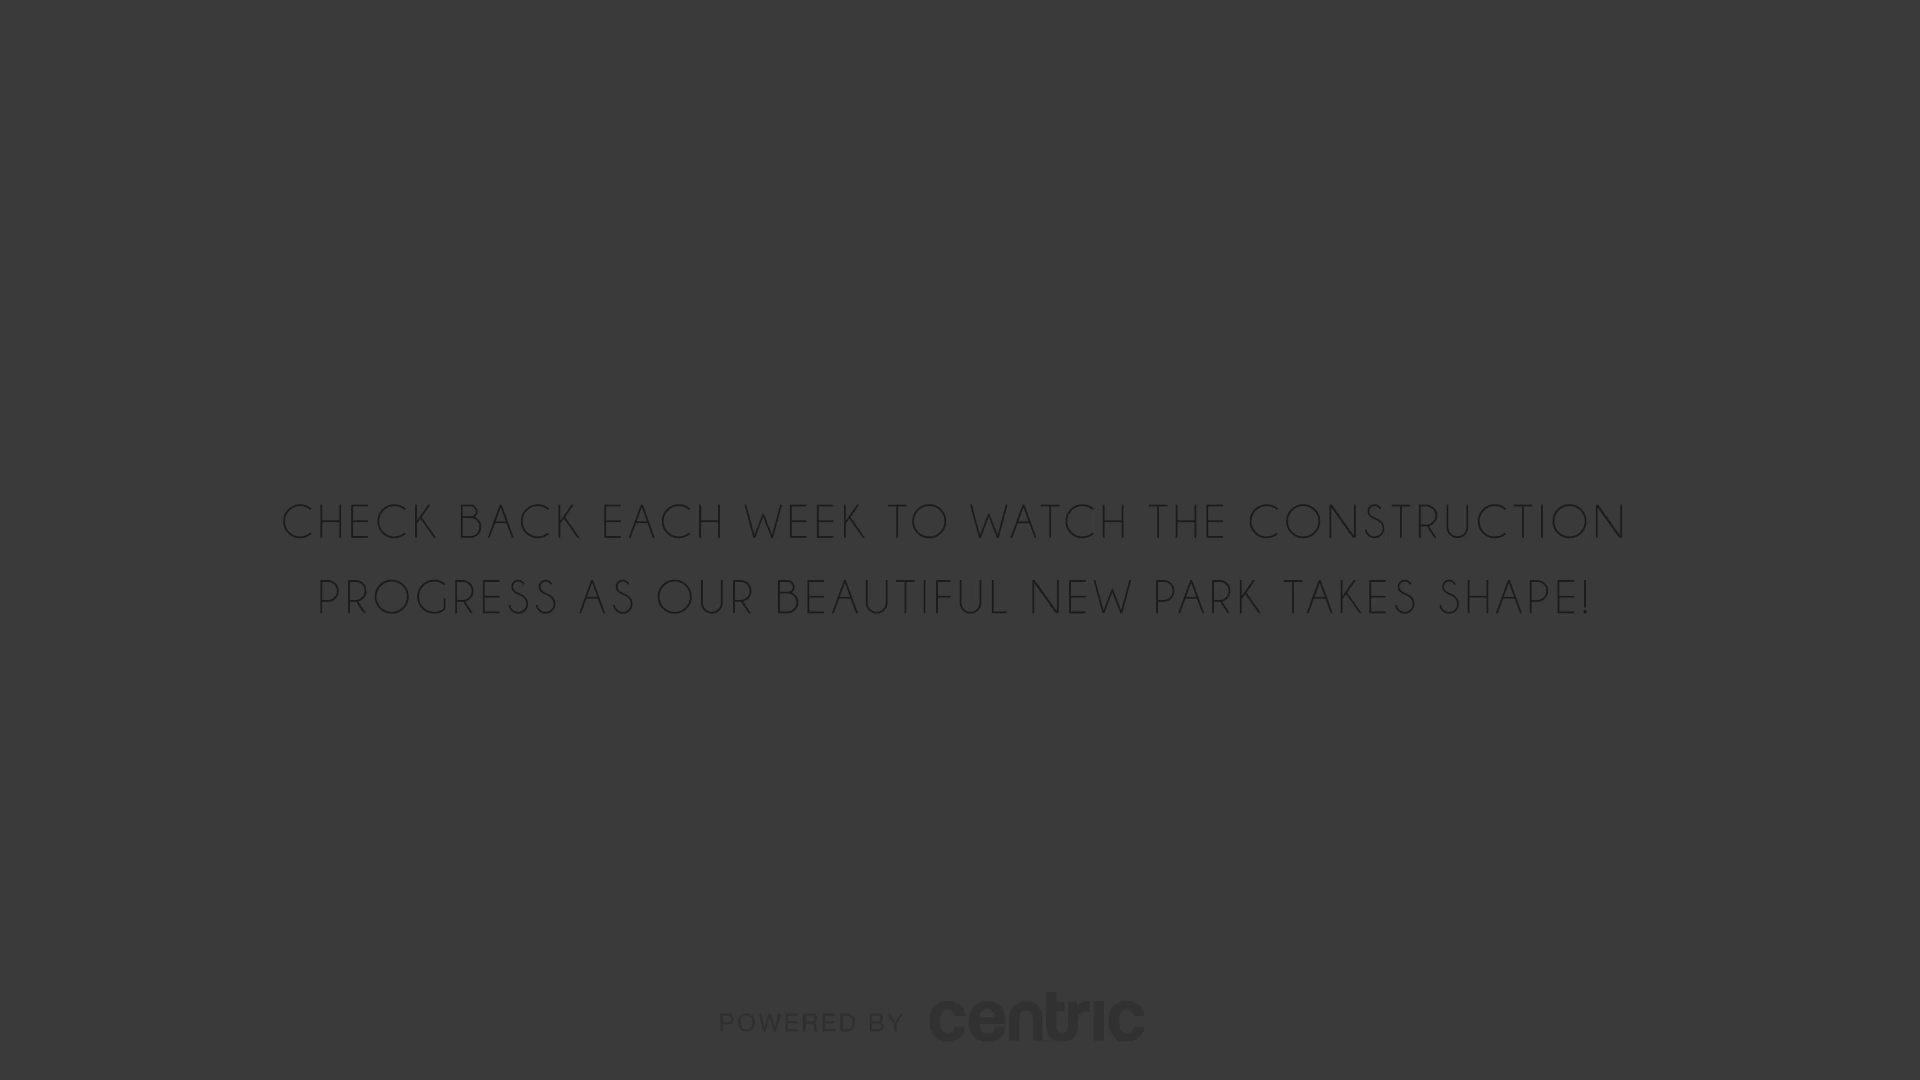 CHECK BACK EACH WEEK TO WATCH THE CONSTRUCTION
PROGRESS AS OUR BEAUTIFUL NEW PARK TAKES SHAPE!
POWERED BY centric